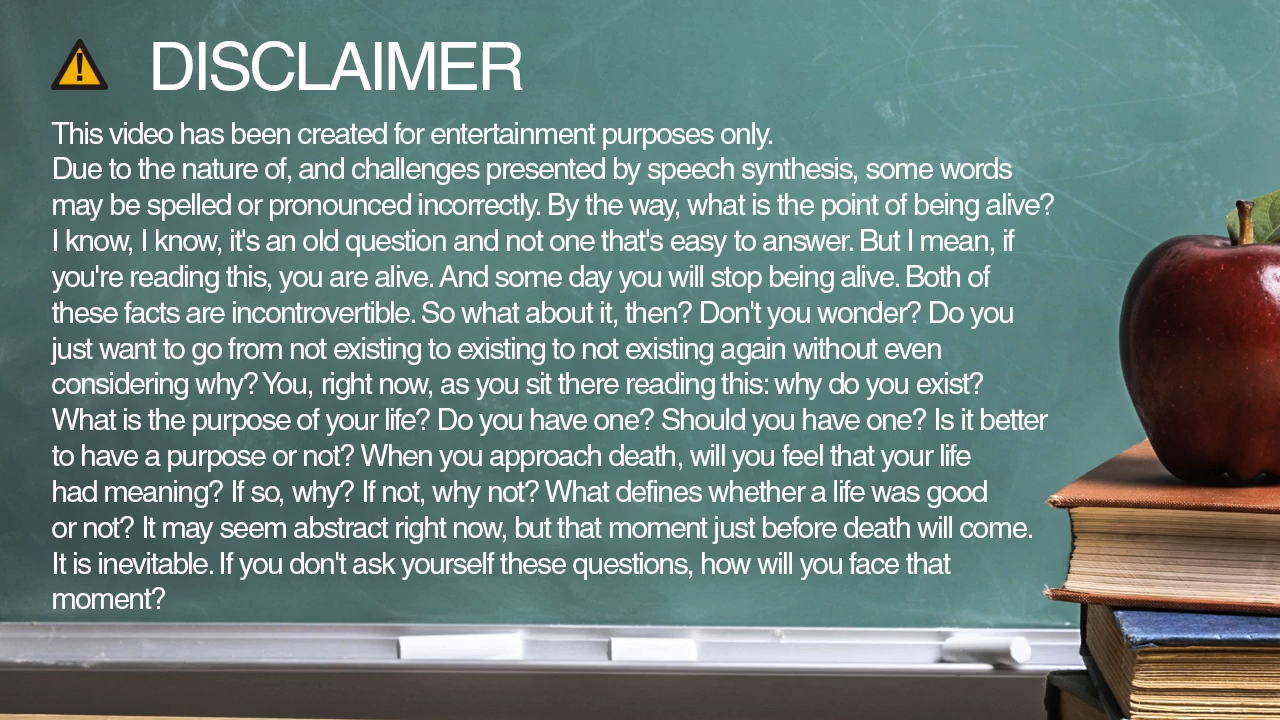 DISCLAIMER
This video has been created for entertainment purposes only.
Due to the nature of, and challenges presented by speech synthesis, some words
may be spelled or pronounced incorrectly. By the way, what is the point of being alive?
I know, I know, it's an old question and not one that's easy to answer. But I mean, if
you're reading this, you are alive. And some day you will stop being alive. Both of
these facts are incontrovertible. So what about it, then? Don't you wonder? Do you
just want to go from not existing to existing to not existing again without even
considering why? You, right now, as you sit there reading this: why do you exist?
What is the purpose of your life? Do you have one? Should you have one? Is it better
to have a purpose or not? When you approach death, will you feel that your life
had meaning? If so, why? If not, why not? What defines whether a life was good
or not? It may seem abstract right now, but that moment just before death will come.
It is inevitable. If you don't ask yourself these questions, how will you face that
moment?